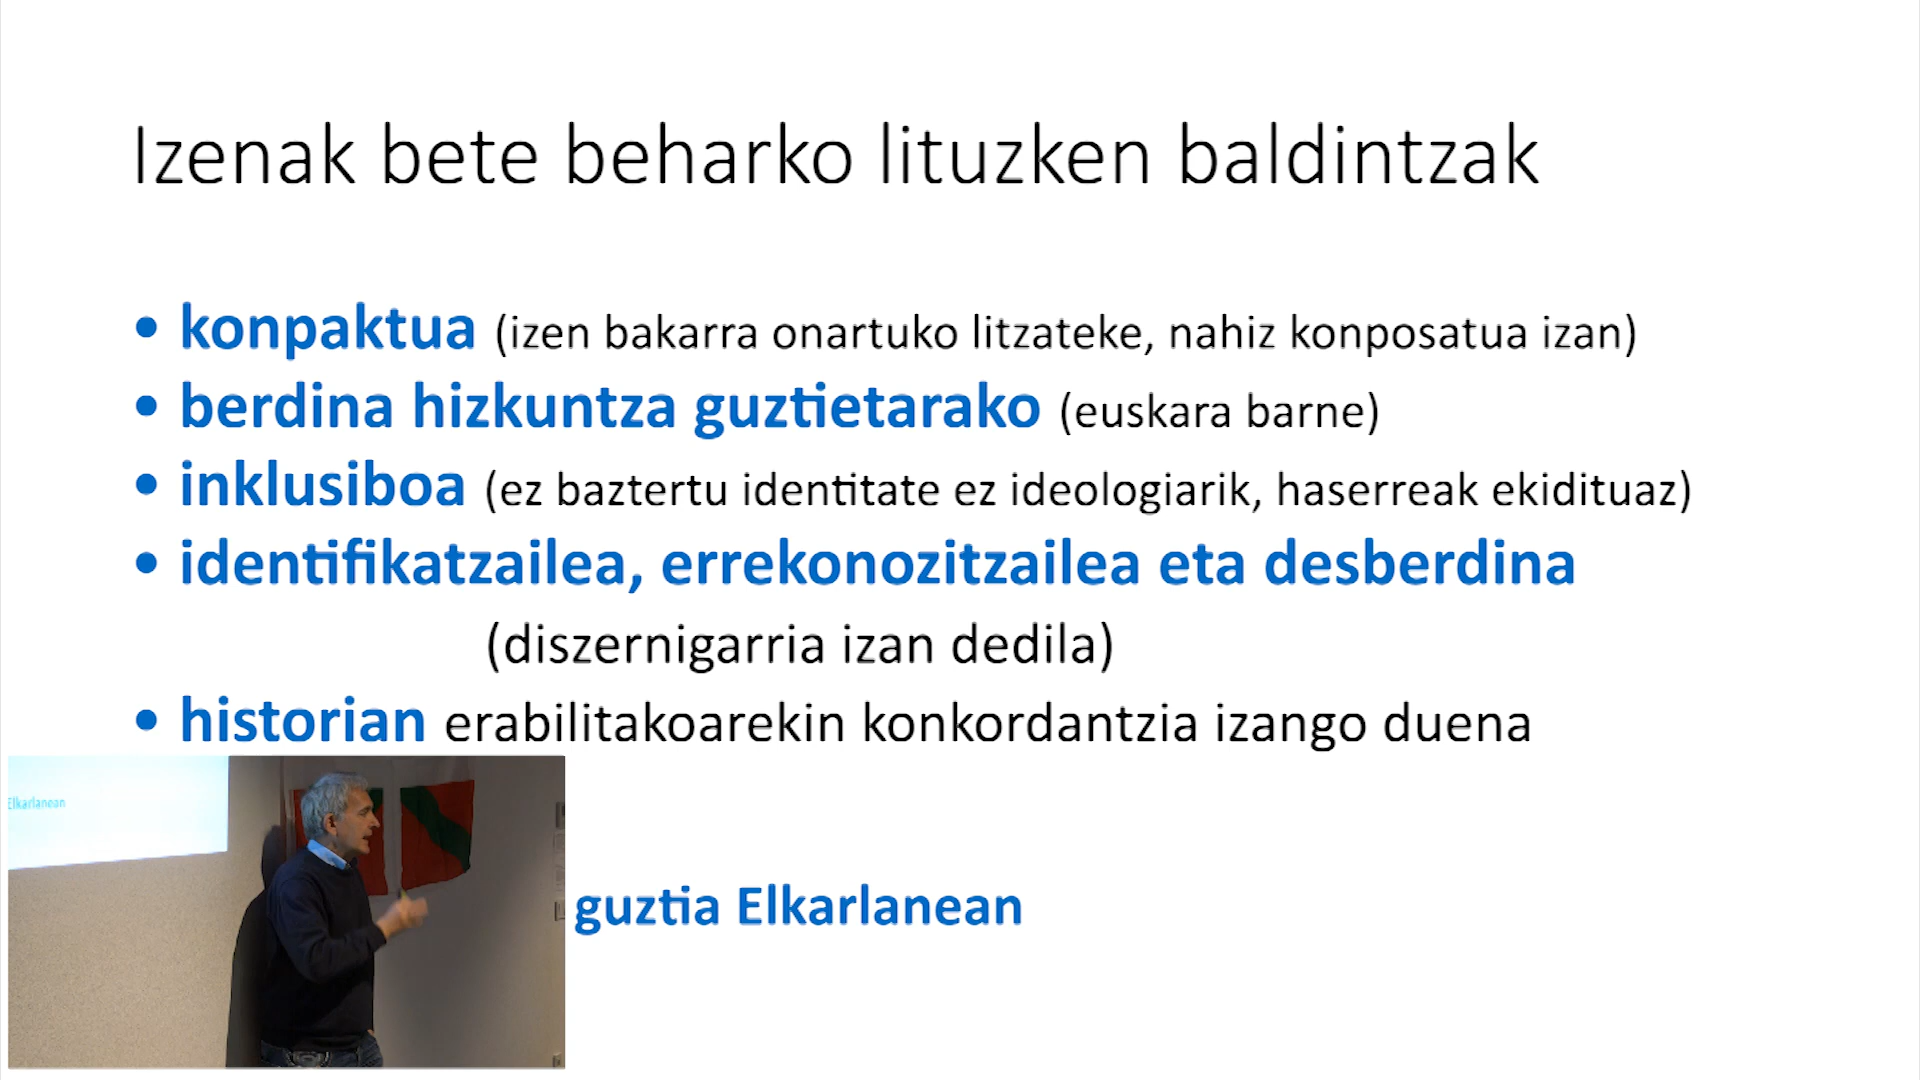 Izenak bete beharko lituzken baldintzak
• konpaktua (izen bakarra onartuko litzateke, nahiz konposatua izan)
• berdina hizkuntza guztietarako (euskara barne)
• inklusiboa (ez baztertu identitate ez ideologiarik, haserreak ekidituaz)
• identifikatzailea, errekonozitzailea eta desberdina
(diszernigarria izan dedila)
• historian erabilitakoarekin konkordantzia izango duena
Elkarlanean
guztia Elkarlanean